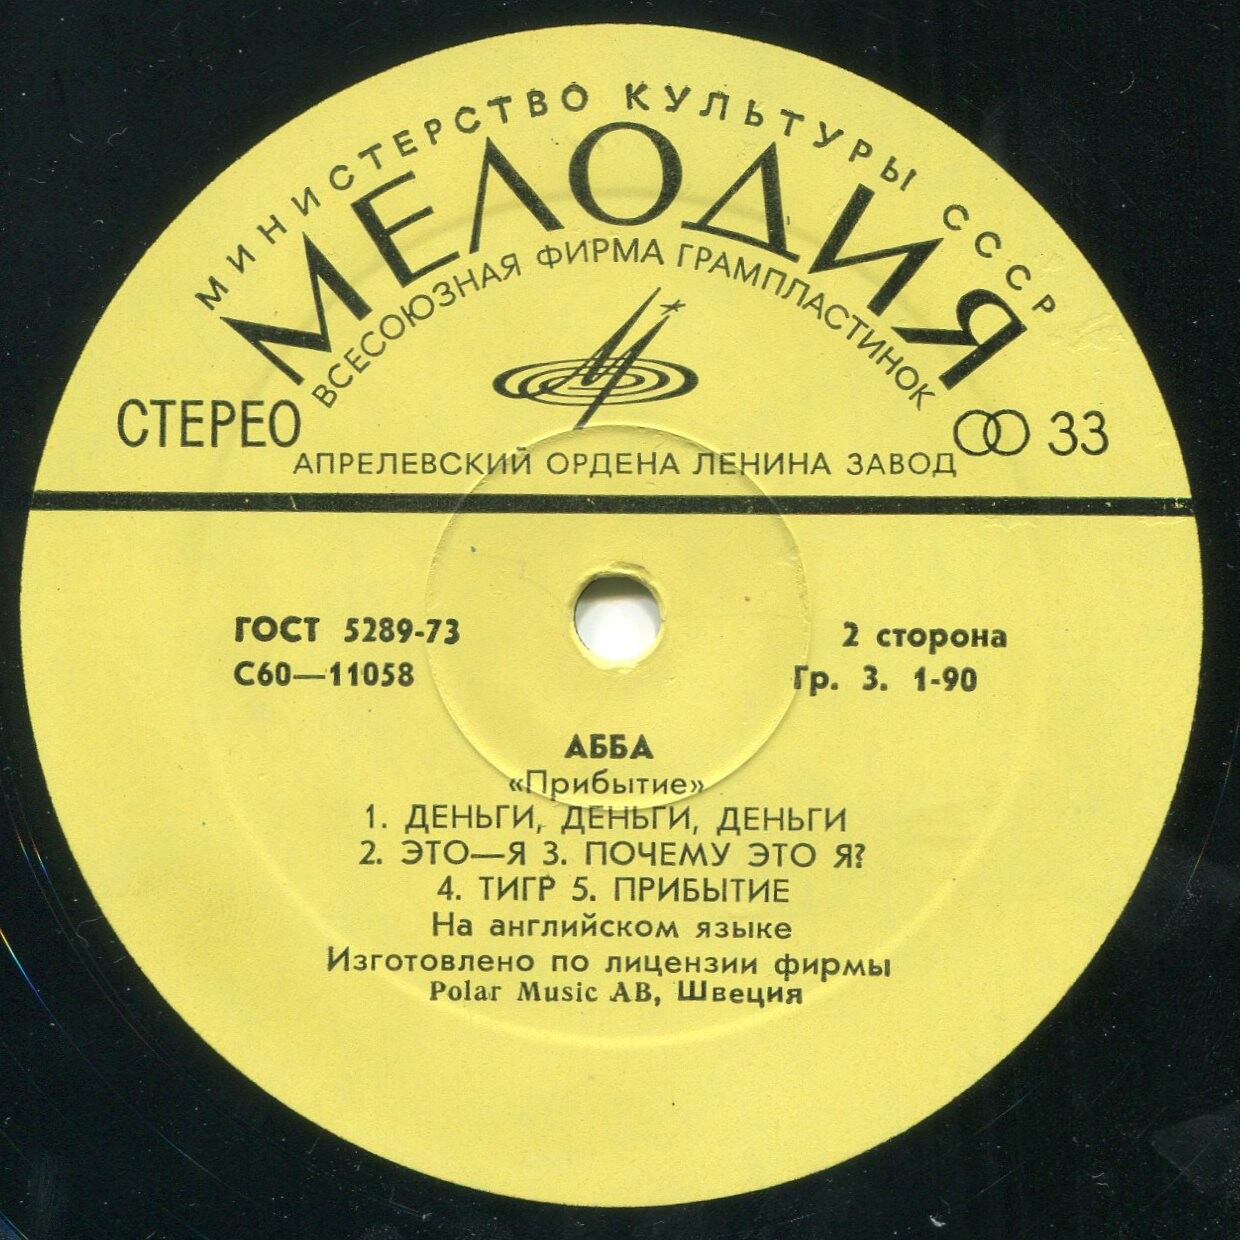 МИНИСТЕРСТВО КУЛЬТУРЫ СССР
МЕЛОДИЯ
ВСЕСОЮЗНАЯ ФИРМА ГРАМПЛАСТИНОК
СТЕРЕО
33
АПРЕЛЕВСКИЙ ОРДЕНА ЛЕНИНА ЗАВОД
ГОСТ 5289-73
2 сторона
С60—11058
Гр. 3. 1-90
АББА
«Прибытие»
1. ДЕНЬГИ, ДЕНЬГИ, ДЕНЬГИ
2. ЭТО—Я 3. ПОЧЕМУ ЭТО Я?
4. ТИГР 5. ПРИБЫТИЕ
На английском языке
Изготовлено по лицензии фирмы
Polar Music AB, Швеция